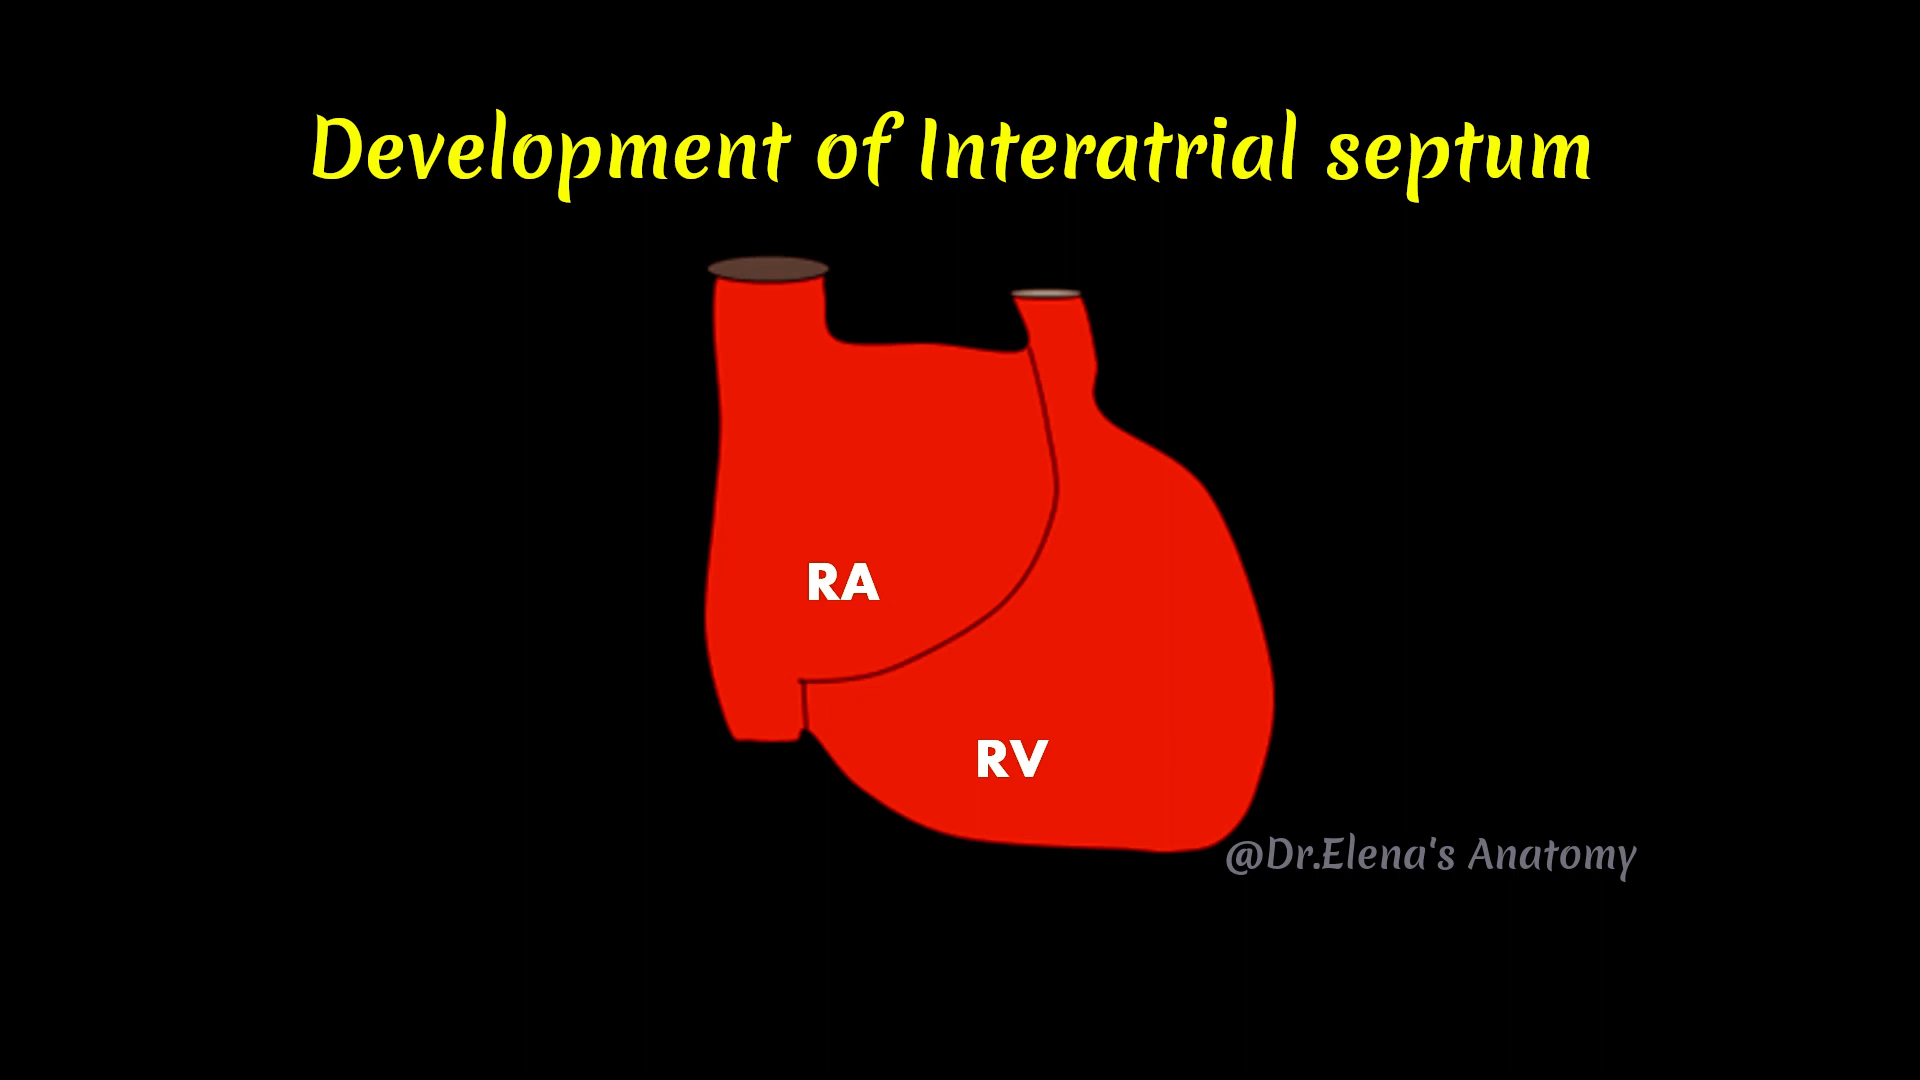 Development of Interatrial septum
RA
RV
@Dr.Elena's Anatomy